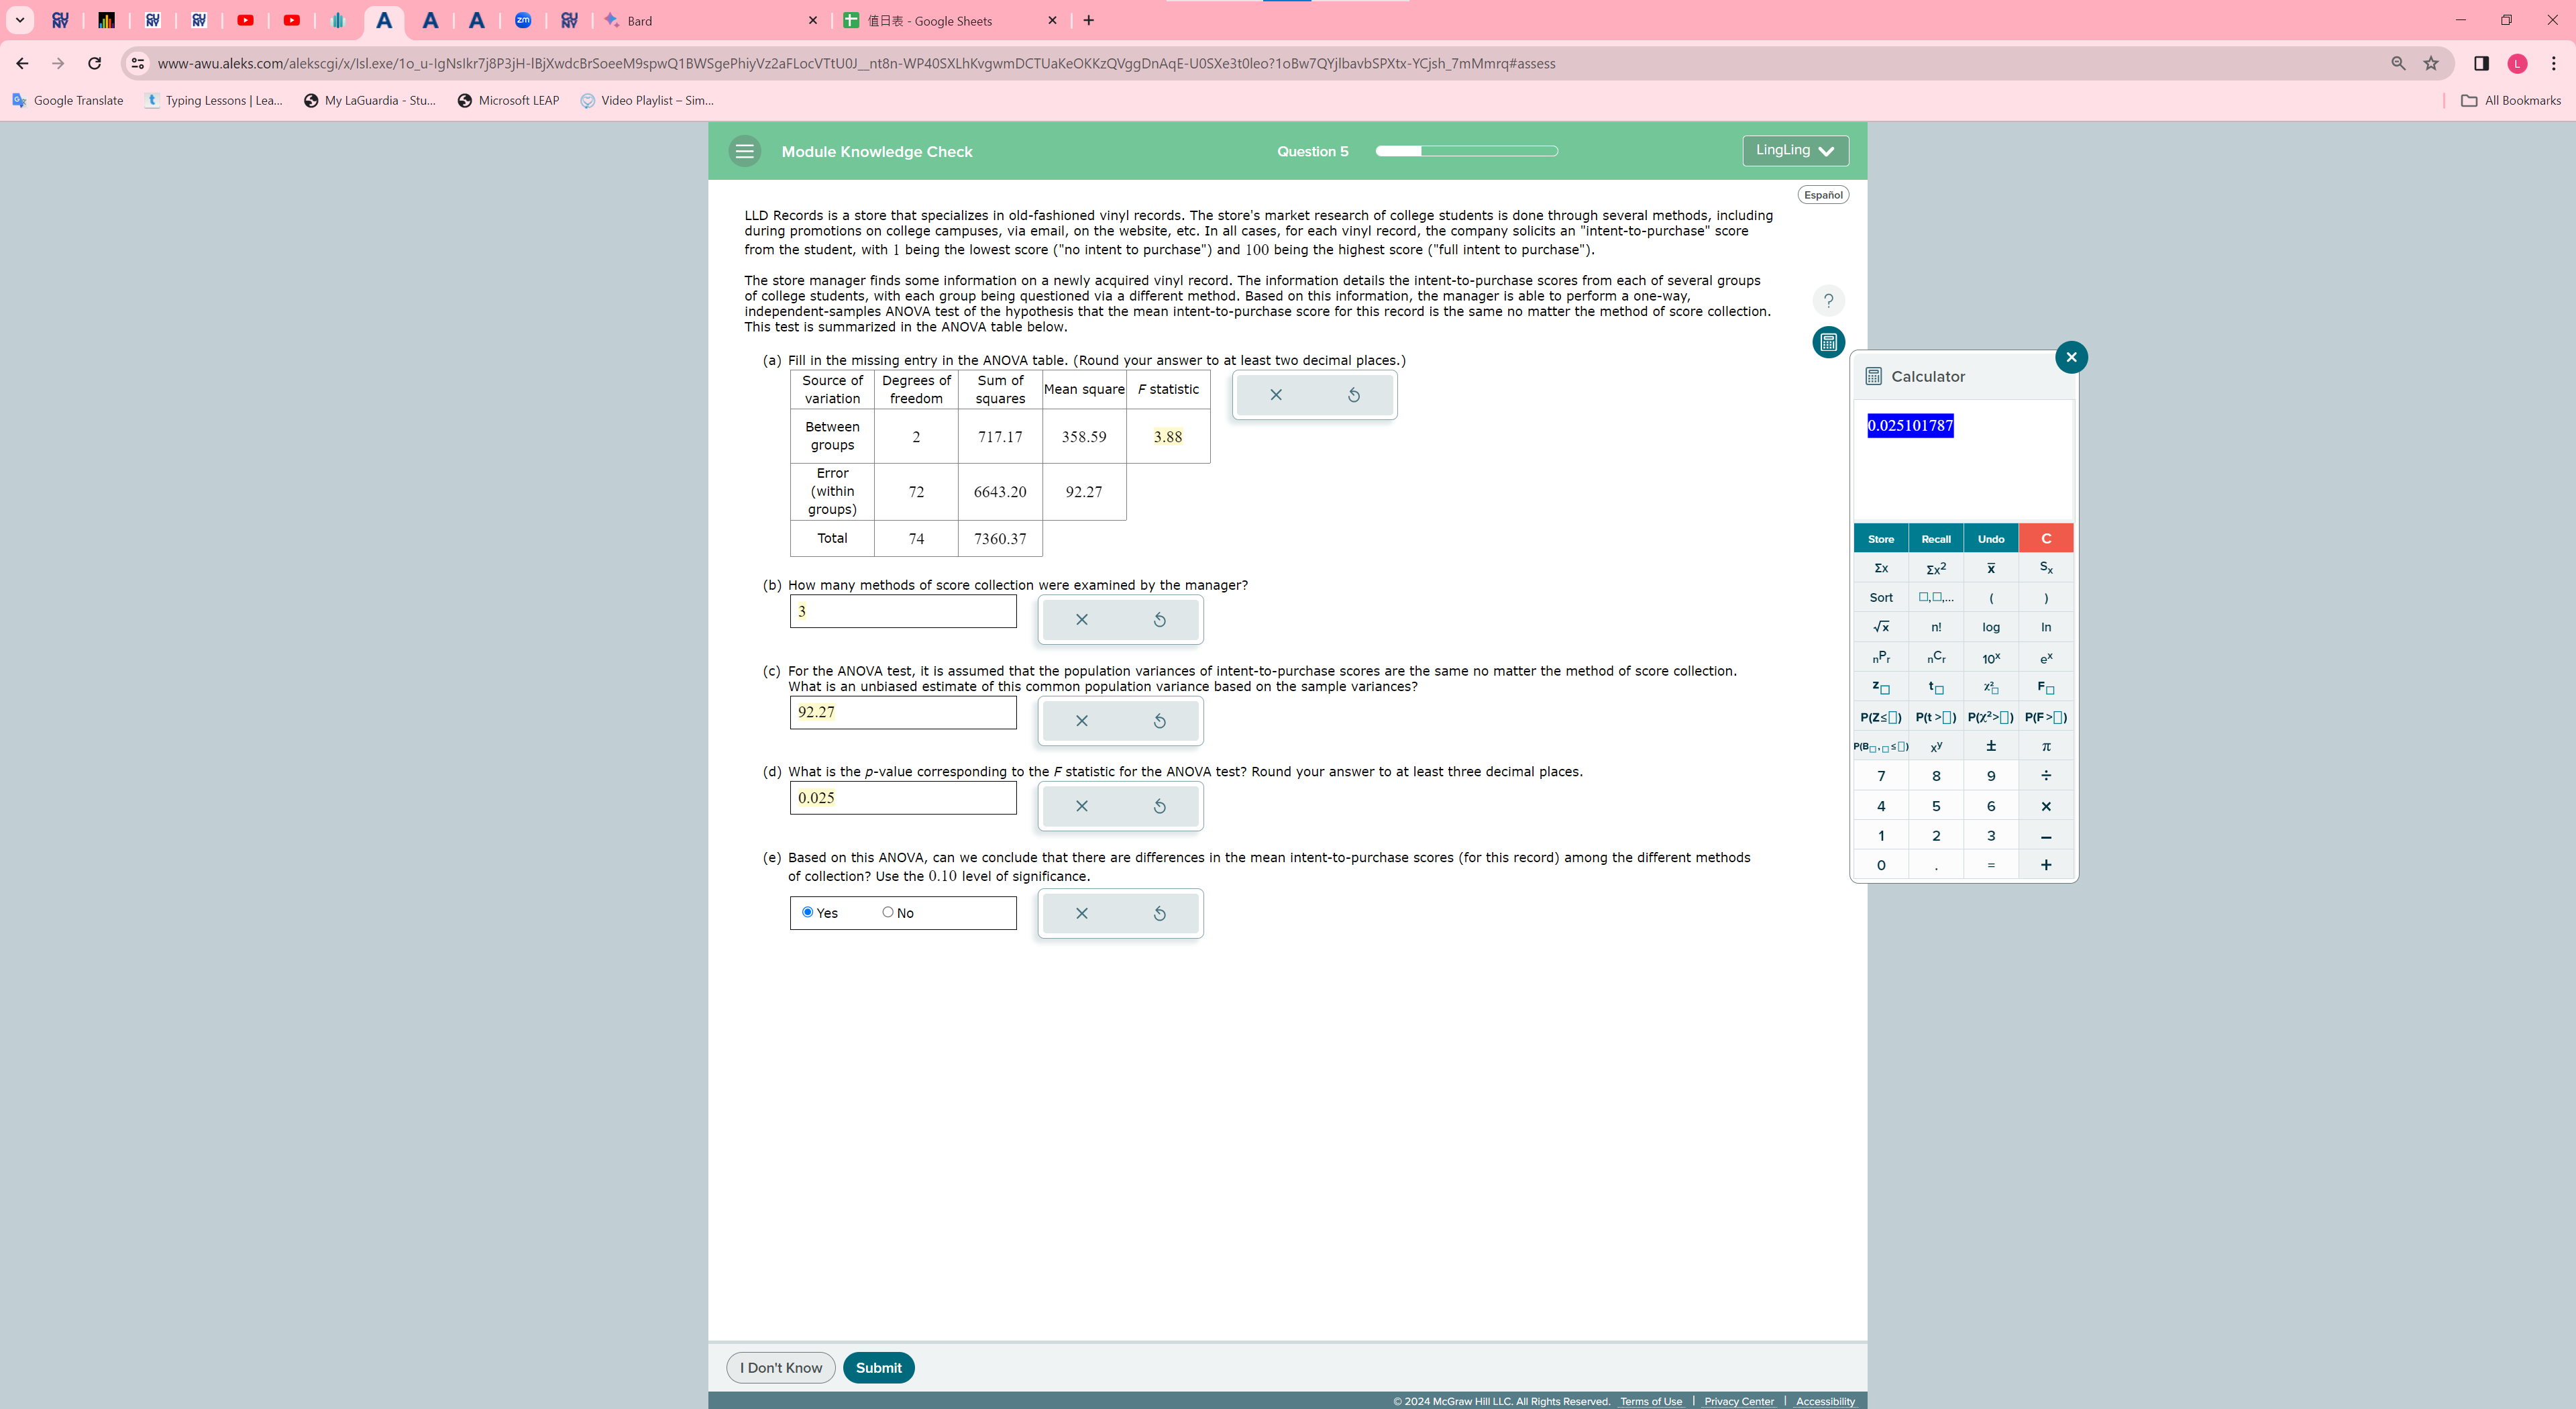 Bard
值日表 - Google Sheets
www-awu.aleks.com/alekscgi/x/Isl.exe/1o_u-IgNsIkr7j8P3jH-IBjXwdcBrSoeeM9spwQ1BWSgePhiyVz2aFLocVTtU0J__nt8n-WP40SXLhKvgwmDCTUaKeOKKzQVggDnAqE-U0SXe3t0leo?1oBw7QYjlbavbSPXtx-YCjsh_7mMmrq#assess
L
Google Translate
Typing Lessons | Lea...
My LaGuardia - Stu...
Microsoft LEAP
Video Playlist – Sim...
All Bookmarks
Module Knowledge Check
Question 5
LingLing
Español
LLD Records is a store that specializes in old-fashioned vinyl records. The store's market research of college students is done through several methods, including
during promotions on college campuses, via email, on the website, etc. In all cases, for each vinyl record, the company solicits an "intent-to-purchase" score
from the student, with 1 being the lowest score ("no intent to purchase") and 100 being the highest score ("full intent to purchase").
The store manager finds some information on a newly acquired vinyl record. The information details the intent-to-purchase scores from each of several groups
of college students, with each group being questioned via a different method. Based on this information, the manager is able to perform a one-way,
independent-samples ANOVA test of the hypothesis that the mean intent-to-purchase score for this record is the same no matter the method of score collection.
This test is summarized in the ANOVA table below.
?
(a) Fill in the missing entry in the ANOVA table. (Round your answer to at least two decimal places.)
Source of variation
Degrees of freedom
Sum of squares
Mean square
F statistic
Between groups
2
717.17
358.59
3.88
Error (within groups)
72
6643.20
92.27
Total
74
7360.37
(b) How many methods of score collection were examined by the manager?
3
(c) For the ANOVA test, it is assumed that the population variances of intent-to-purchase scores are the same no matter the method of score collection.
What is an unbiased estimate of this common population variance based on the sample variances?
92.27
(d) What is the p-value corresponding to the F statistic for the ANOVA test? Round your answer to at least three decimal places.
0.025
(e) Based on this ANOVA, can we conclude that there are differences in the mean intent-to-purchase scores (for this record) among the different methods
of collection? Use the 0.10 level of significance.
Yes No
Calculator
0.025101787
Store Recall Undo C
Σx Σx² x̄ Sx
Sort □,□,... ( )
√x n! log ln
nPr nCr 10ˣ eˣ
z□ t□ χ²□ F□
P(Z≤□) P(t >□) P(χ²>□) P(F>□)
P(B□,□≤□) xʸ ± π
7 8 9 ÷
4 5 6 ×
1 2 3 −
0 . = +
I Don't Know
Submit
© 2024 McGraw Hill LLC. All Rights Reserved. Terms of Use | Privacy Center | Accessibility